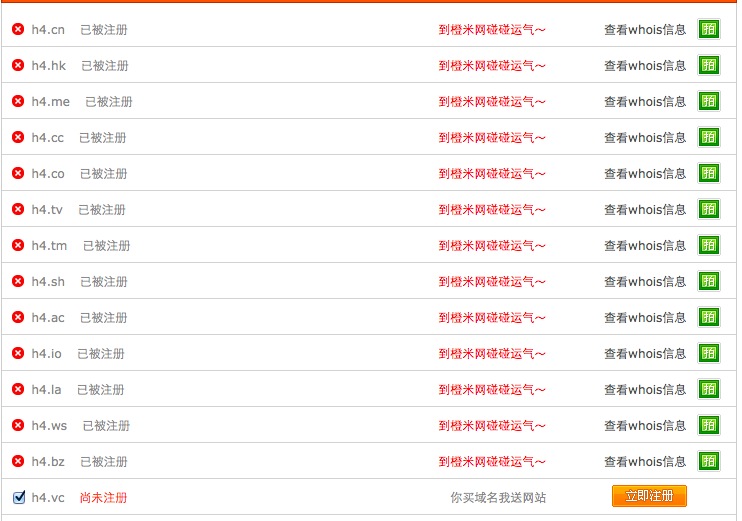 h4.cn 已被注册 到橙米网碰碰运气～ 查看whois信息 拍
h4.hk 已被注册 到橙米网碰碰运气～ 查看whois信息 拍
h4.me 已被注册 到橙米网碰碰运气～ 查看whois信息 拍
h4.cc 已被注册 到橙米网碰碰运气～ 查看whois信息 拍
h4.co 已被注册 到橙米网碰碰运气～ 查看whois信息 拍
h4.tv 已被注册 到橙米网碰碰运气～ 查看whois信息 拍
h4.tm 已被注册 到橙米网碰碰运气～ 查看whois信息 拍
h4.sh 已被注册 到橙米网碰碰运气～ 查看whois信息 拍
h4.ac 已被注册 到橙米网碰碰运气～ 查看whois信息 拍
h4.io 已被注册 到橙米网碰碰运气～ 查看whois信息 拍
h4.la 已被注册 到橙米网碰碰运气～ 查看whois信息 拍
h4.ws 已被注册 到橙米网碰碰运气～ 查看whois信息 拍
h4.bz 已被注册 到橙米网碰碰运气～ 查看whois信息 拍
h4.vc 尚未注册 你买域名我送网站 立即注册